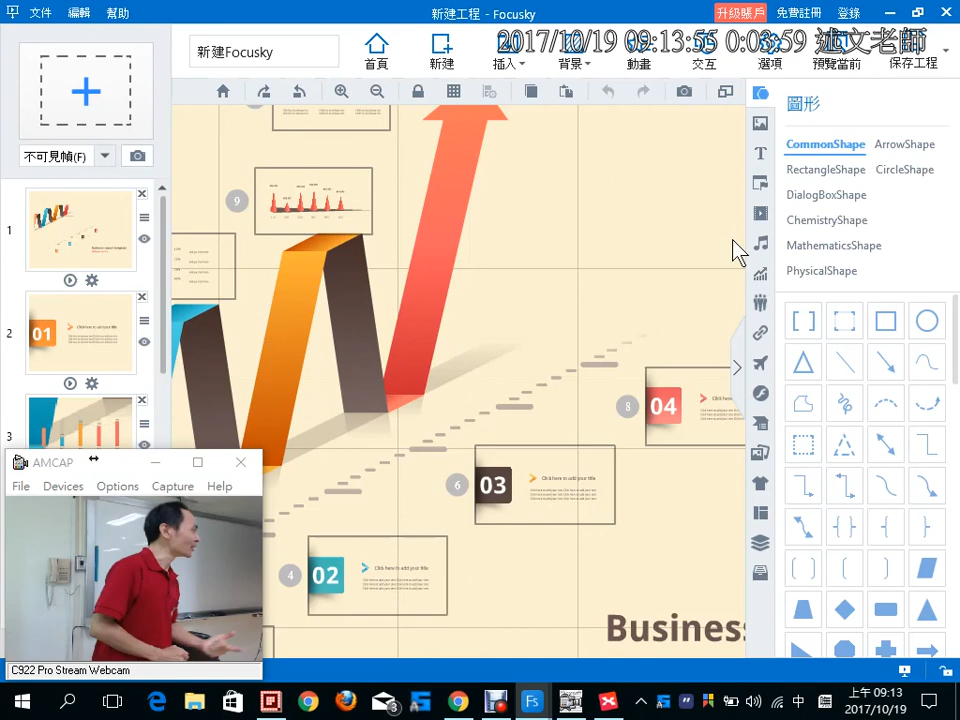 文件 編輯 幫助
新建工程 - Focusky
升級賬戶 免費註冊 登錄
2017/10/19 09:13:55 0:03:59 述文老師
新建Focusky
首頁 新建 插入 背景 動畫 交互 選項 預覽當前 保存工程
不可見幀(F)
圖形
CommonShape ArrowShape
RectangleShape CircleShape
DialogBoxShape
ChemistryShape
MathematicsShape
PhysicalShape
1
2
01
Click here to add your title
3
9
8
04
Click here
6
03
Click here to add your title
4
02
Click here to add your title
Business
AMCAP
File Devices Options Capture Help
C922 Pro Stream Webcam
3
Fs
中
上午 09:13
2017/10/19